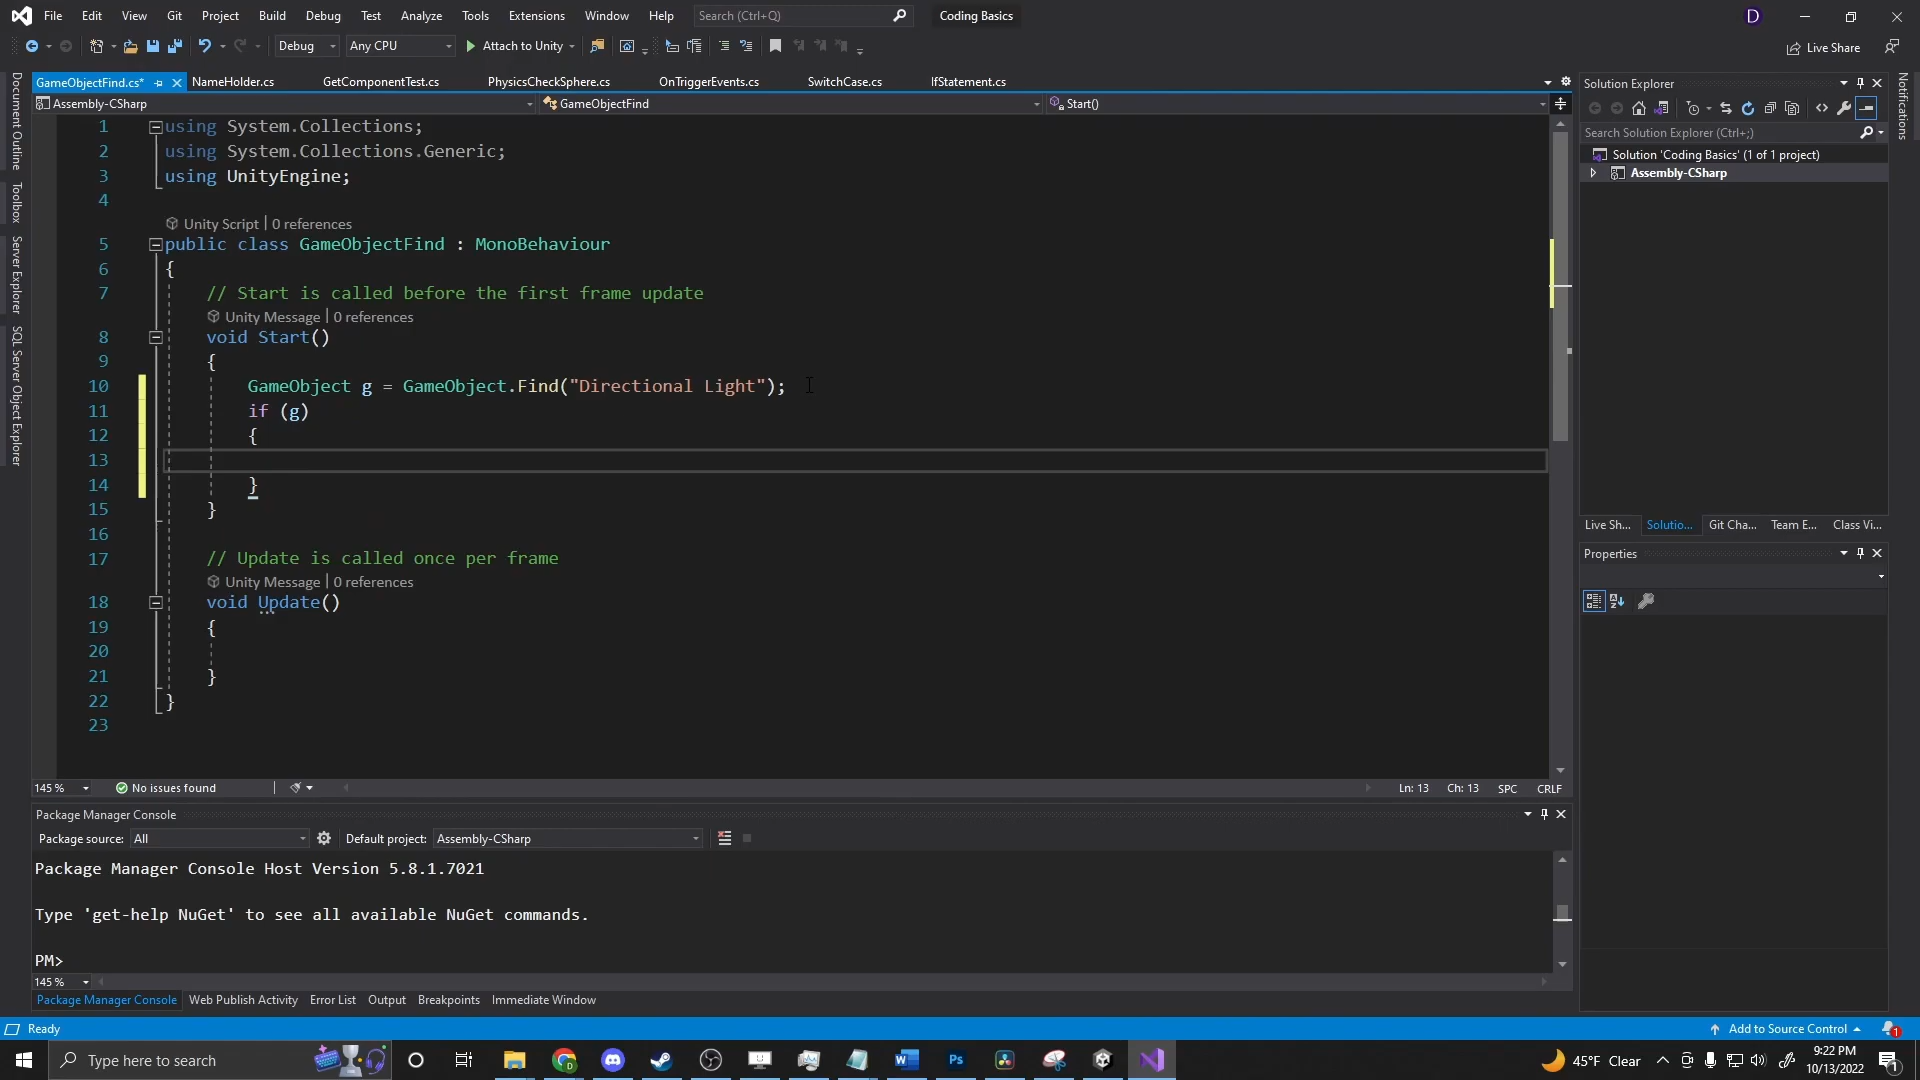 File Edit View Git Project Build Debug Test Analyze Tools Extensions Window Help Search (Ctrl+Q) Coding Basics D
Debug Any CPU Attach to Unity Live Share
GameObjectFind.cs* NameHolder.cs GetComponentTest.cs PhysicsCheckSphere.cs OnTriggerEvents.cs SwitchCase.cs IfStatement.cs
Assembly-CSharp GameObjectFind Start()
Document Outline
Toolbox
Server Explorer
SQL Server Object Explorer
1 using System.Collections;
2 using System.Collections.Generic;
3 using UnityEngine;
4
Unity Script | 0 references
5 public class GameObjectFind : MonoBehaviour
6 {
7 // Start is called before the first frame update
Unity Message | 0 references
8 void Start()
9 {
10 GameObject g = GameObject.Find("Directional Light");
11 if (g)
12 {
13
14 }
15 }
16
17 // Update is called once per frame
Unity Message | 0 references
18 void Update()
19 {
20
21 }
22 }
23
145 % No issues found Ln: 13 Ch: 13 SPC CRLF
Package Manager Console
Package source: All Default project: Assembly-CSharp
Package Manager Console Host Version 5.8.1.7021
Type 'get-help NuGet' to see all available NuGet commands.
PM>
145 %
Package Manager Console Web Publish Activity Error List Output Breakpoints Immediate Window
Solution Explorer
Search Solution Explorer (Ctrl+;)
Solution 'Coding Basics' (1 of 1 project)
Assembly-CSharp
Live Sh... Solutio... Git Cha... Team E... Class Vi...
Properties
Notifications
Ready Add to Source Control 1
Type here to search 45°F Clear 9:22 PM
10/13/2022 1